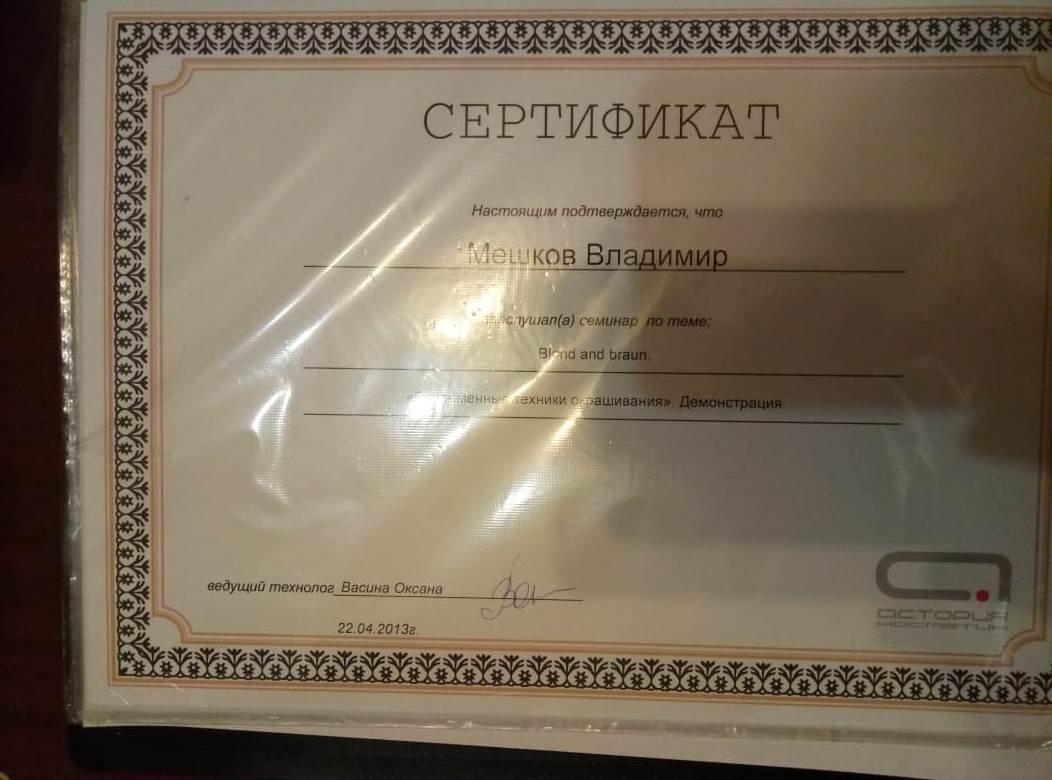 СЕРТИФИКАТ
Настоящим подтверждается, что
Мешков Владимир
семинар по теме:
Blond and braun.
техники окрашивания». Демонстрация.
ведущий технолог Васина Оксана
22.04.2013г.
АСТОРИЯ
КОСМЕТИК